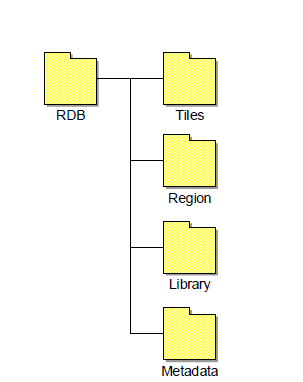 RDB
Tiles
Region
Library
Metadata